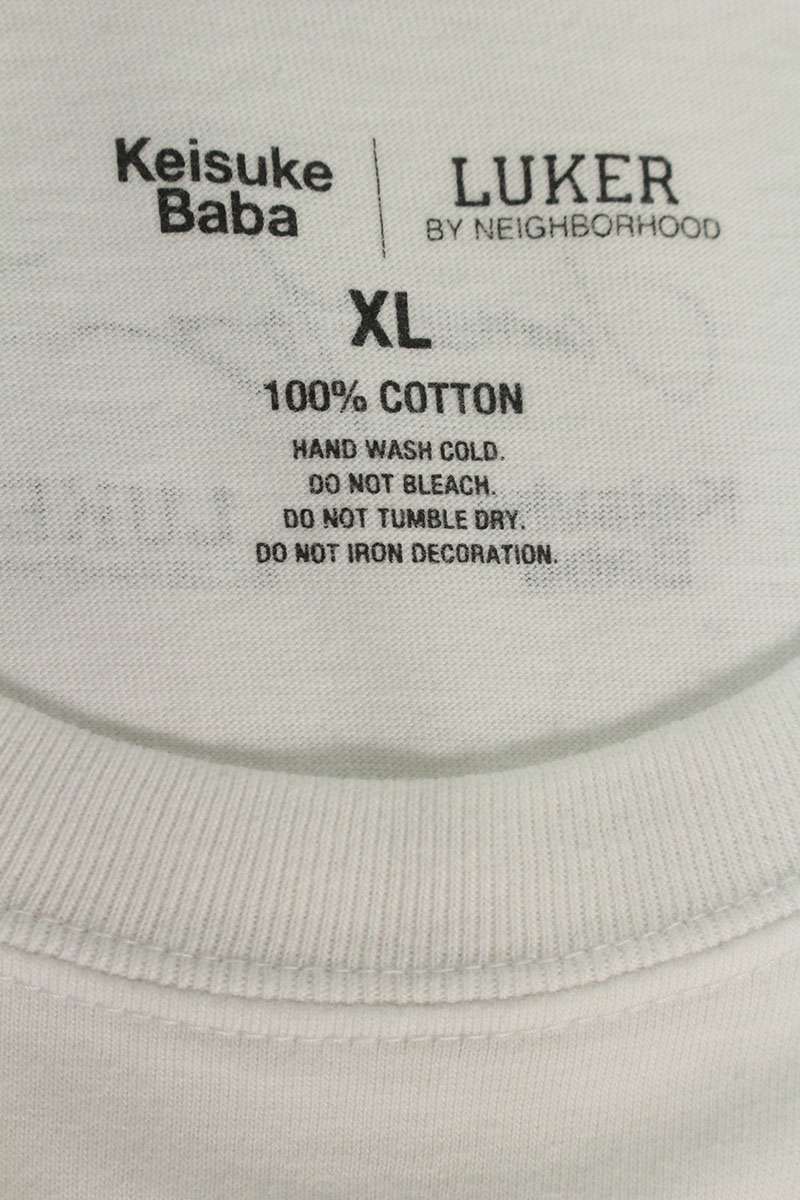 Keisuke
Baba
LUKER
BY NEIGHBORHOOD
XL
100% COTTON
HAND WASH COLD.
DO NOT BLEACH.
DO NOT TUMBLE DRY.
DO NOT IRON DECORATION.